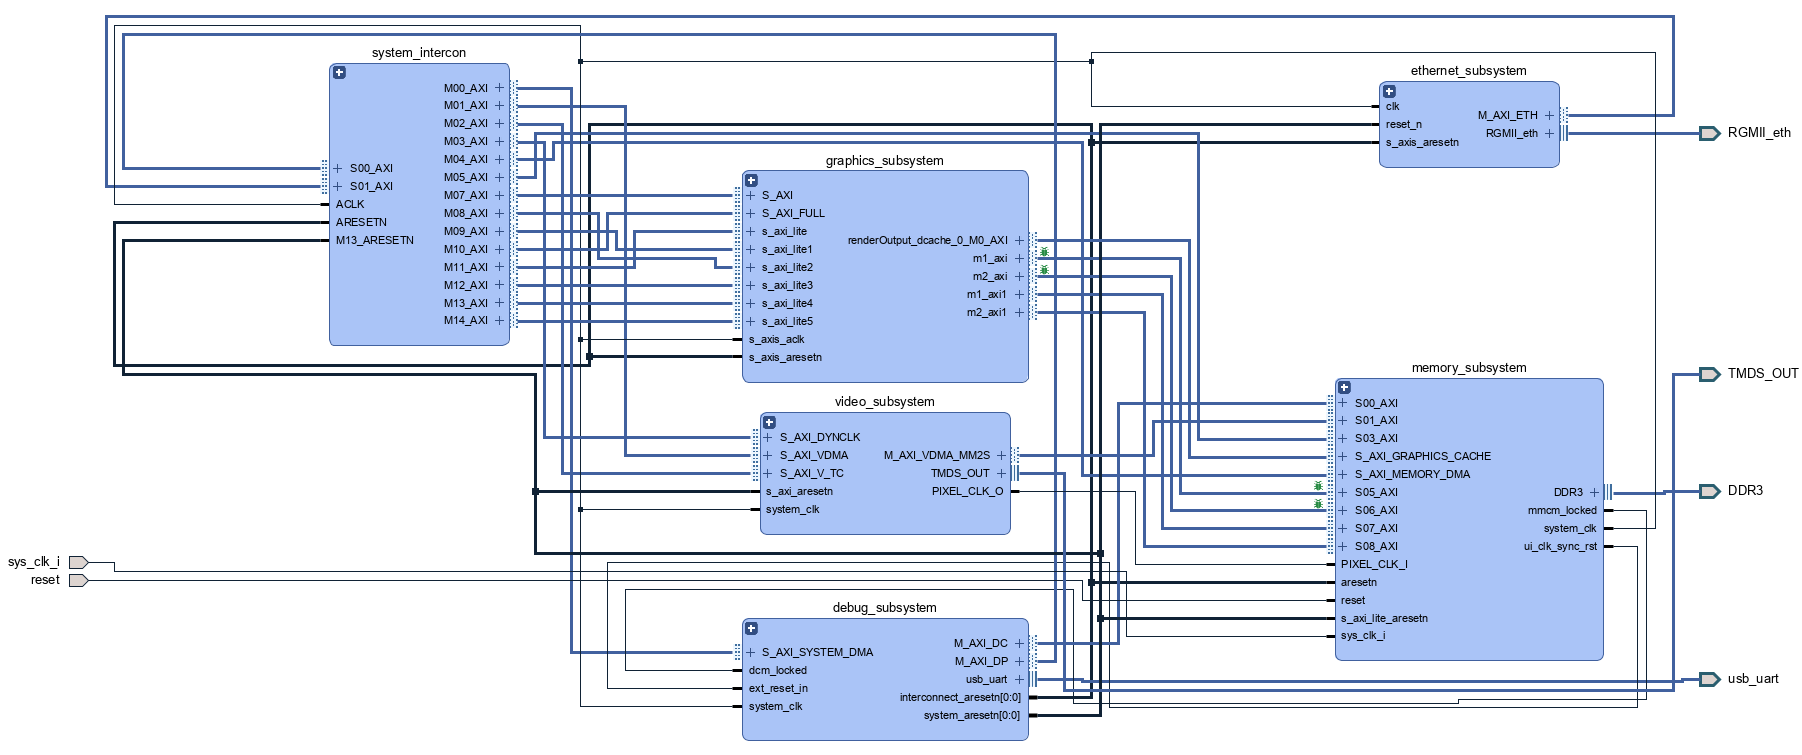 system_intercon
M00_AXI
M01_AXI
M02_AXI
M03_AXI
M04_AXI
S00_AXI
M05_AXI
S01_AXI
M07_AXI
ACLK
M08_AXI
ARESETN
M09_AXI
M13_ARESETN
M10_AXI
M11_AXI
M12_AXI
M13_AXI
M14_AXI
ethernet_subsystem
clk
M_AXI_ETH
reset_n
RGMII_eth
s_axis_aresetn
RGMII_eth
graphics_subsystem
S_AXI
S_AXI_FULL
s_axi_lite
renderOutput_dcache_0_M0_AXI
s_axi_lite1
m1_axi
s_axi_lite2
m2_axi
s_axi_lite3
m1_axi1
s_axi_lite4
m2_axi1
s_axi_lite5
s_axis_aclk
s_axis_aresetn
video_subsystem
S_AXI_DYNCLK
S_AXI_VDMA
M_AXI_VDMA_MM2S
S_AXI_V_TC
TMDS_OUT
s_axi_aresetn
PIXEL_CLK_O
system_clk
memory_subsystem
S00_AXI
S01_AXI
S03_AXI
S_AXI_GRAPHICS_CACHE
S_AXI_MEMORY_DMA
S05_AXI
DDR3
S06_AXI
mmcm_locked
S07_AXI
system_clk
S08_AXI
ui_clk_sync_rst
PIXEL_CLK_I
aresetn
reset
s_axi_lite_aresetn
sys_clk_i
TMDS_OUT
DDR3
sys_clk_i
reset
debug_subsystem
M_AXI_DC
S_AXI_SYSTEM_DMA
M_AXI_DP
dcm_locked
usb_uart
ext_reset_in
interconnect_aresetn[0:0]
system_clk
system_aresetn[0:0]
usb_uart